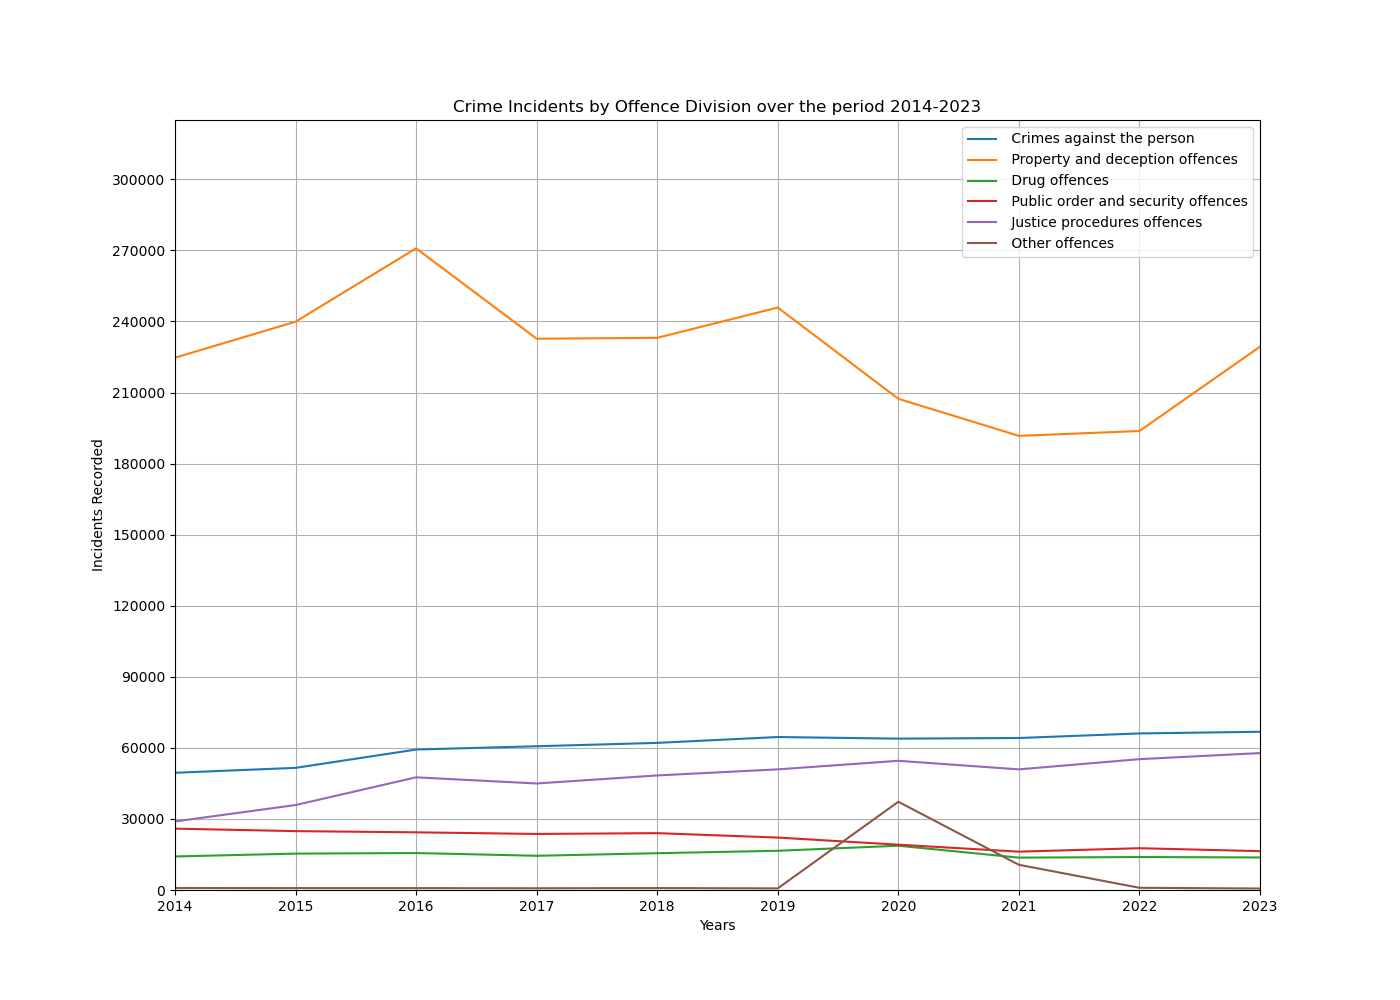 Crime Incidents by Offence Division over the period 2014-2023
Crimes against the person
Property and deception offences
Drug offences
Public order and security offences
Justice procedures offences
Other offences
Incidents Recorded
300000
270000
240000
210000
180000
150000
120000
90000
60000
30000
0
2014 2015 2016 2017 2018 2019 2020 2021 2022 2023
Years